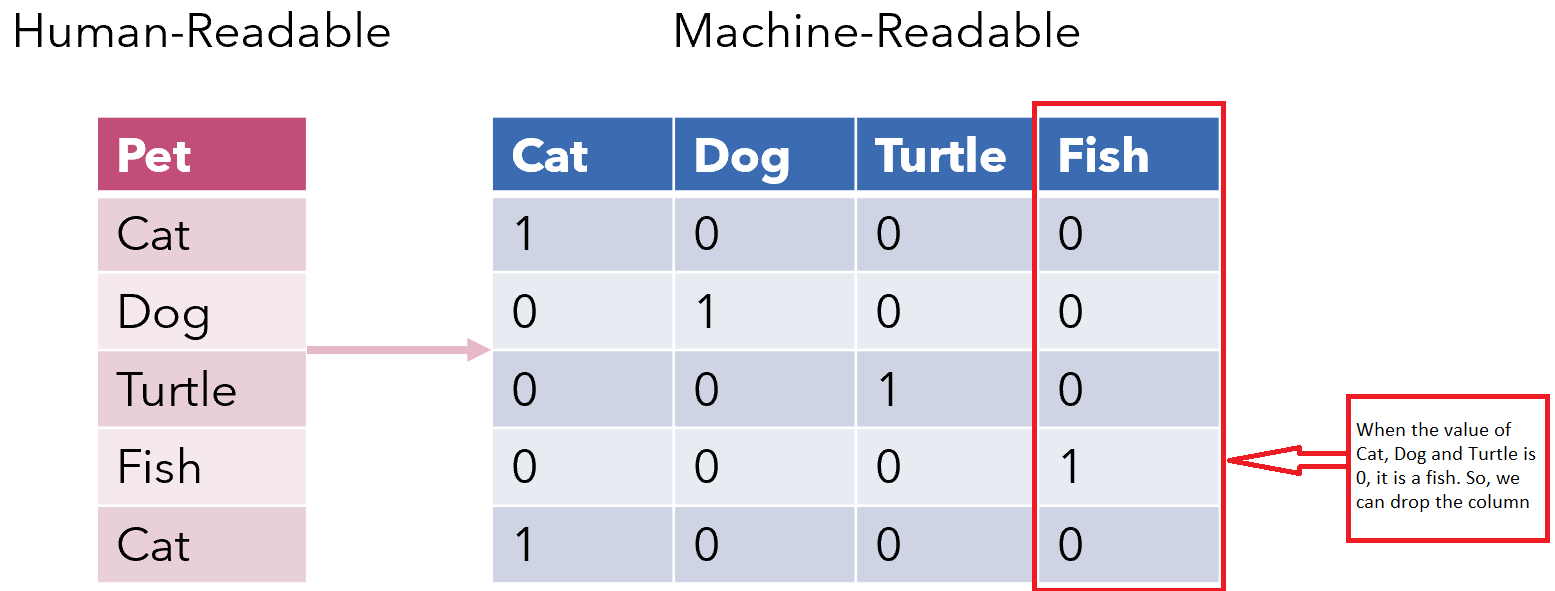 Human-Readable
Machine-Readable
Pet
Cat
Dog
Turtle
Fish
Cat
Cat Dog Turtle Fish
1 0 0 0
0 1 0 0
0 0 1 0
0 0 0 1
1 0 0 0
When the value of
Cat, Dog and Turtle is
0, it is a fish. So, we
can drop the column